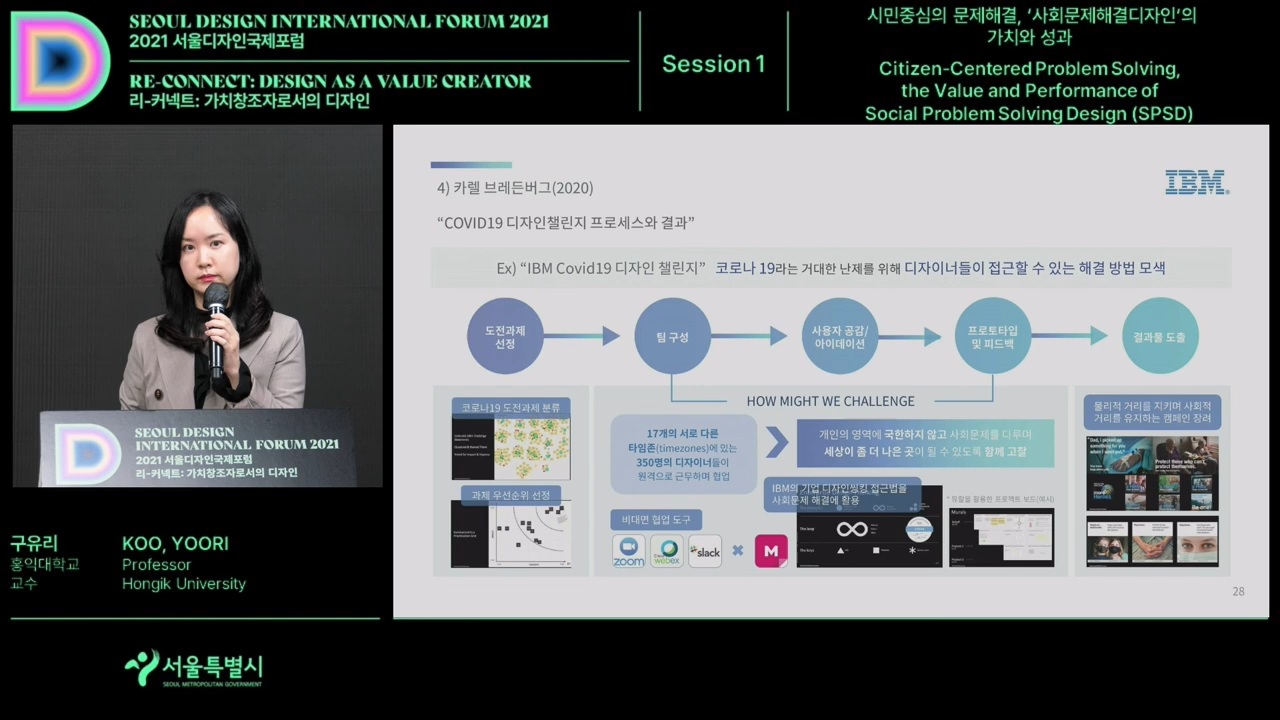 SEOUL DESIGN INTERNATIONAL FORUM 2021
2021 서울디자인국제포럼
RE-CONNECT: DESIGN AS A VALUE CREATOR
리-커넥트: 가치창조자로서의 디자인
Session 1
시민중심의 문제해결, ‘사회문제해결디자인’의
가치와 성과
Citizen-Centered Problem Solving,
the Value and Performance of
Social Problem Solving Design (SPSD)
SEOUL DESIGN
INTERNATIONAL FORUM 2021
2021 서울디자인국제포럼
리-커넥트: 가치창조자로서의 디자인
구유리
홍익대학교
교수
KOO, YOORI
Professor
Hongik University
서울특별시
SEOUL METROPOLITAN GOVERNMENT
4) 카렐 브레든버그(2020)
IBM
“COVID19 디자인챌린지 프로세스와 결과”
Ex) “IBM Covid19 디자인 챌린지” 코로나 19라는 거대한 난제를 위해 디자이너들이 접근할 수 있는 해결 방법 모색
도전과제
선정
팀 구성
사용자 공감/
아이데이션
프로토타입
및 피드백
결과물 도출
코로나19 도전과제 분류
과제 우선순위 선정
HOW MIGHT WE CHALLENGE
17개의 서로 다른
타임존(timezones)에 있는
350명의 디자이너들이
원격으로 근무하며 협업
개인의 영역에 국한하지 않고 사회문제를 다루며
세상이 좀 더 나은 곳이 될 수 있도록 함께 고찰
IBM의 기업 디자인씽킹 접근법을
사회문제 해결에 활용
* 뮤랄을 활용한 프로젝트 보드(예시)
비대면 협업 도구
zoom
webex
slack
M
The loop
The keys
Murals
물리적 거리를 지키며 사회적
거리를 유지하는 캠페인 장려
28